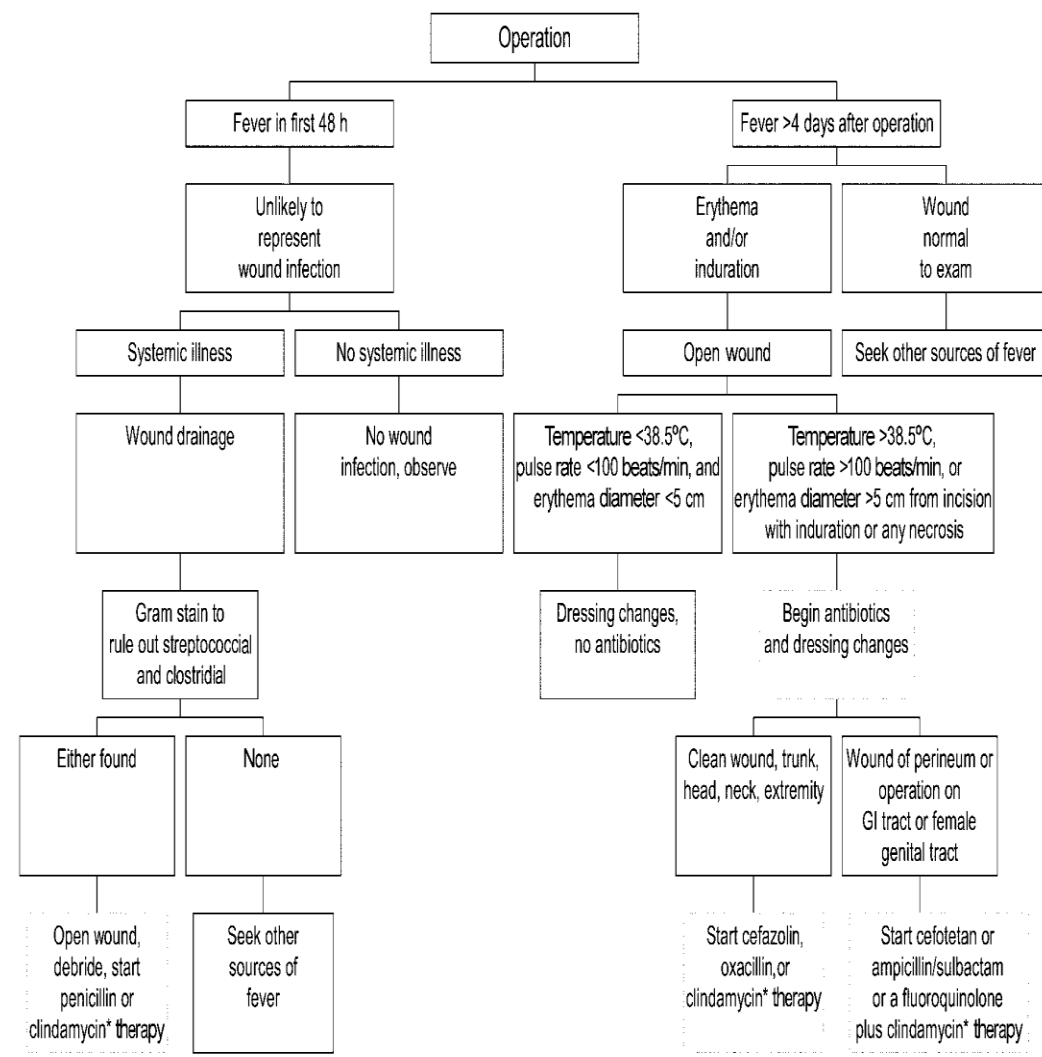 Operation
Fever in first 48 h
Fever >4 days after operation
Unlikely to
represent
wound infection
Erythema
and/or
induration
Wound
normal
to exam
Systemic illness
No systemic illness
Open wound
Seek other sources of fever
Wound drainage
No wound
infection, observe
Temperature <38.5ºC,
pulse rate <100 beats/min, and
erythema diameter <5 cm
Temperature >38.5ºC,
pulse rate >100 beats/min, or
erythema diameter >5 cm from incision
with induration or any necrosis
Gram stain to
rule out streptococcial
and clostridial
Dressing changes,
no antibiotics
Begin antibiotics
and dressing changes
Either found
None
Clean wound, trunk,
head, neck, extremity
Wound of perineum or
operation on
GI tract or female
genital tract
Open wound,
debride, start
penicillin or
clindamycin* therapy
Seek other
sources of
fever
Start cefazolin,
oxacillin,or
clindamycin* therapy
Start cefotetan or
ampicillin/sulbactam
or a fluoroquinolone
plus clindamycin* therapy